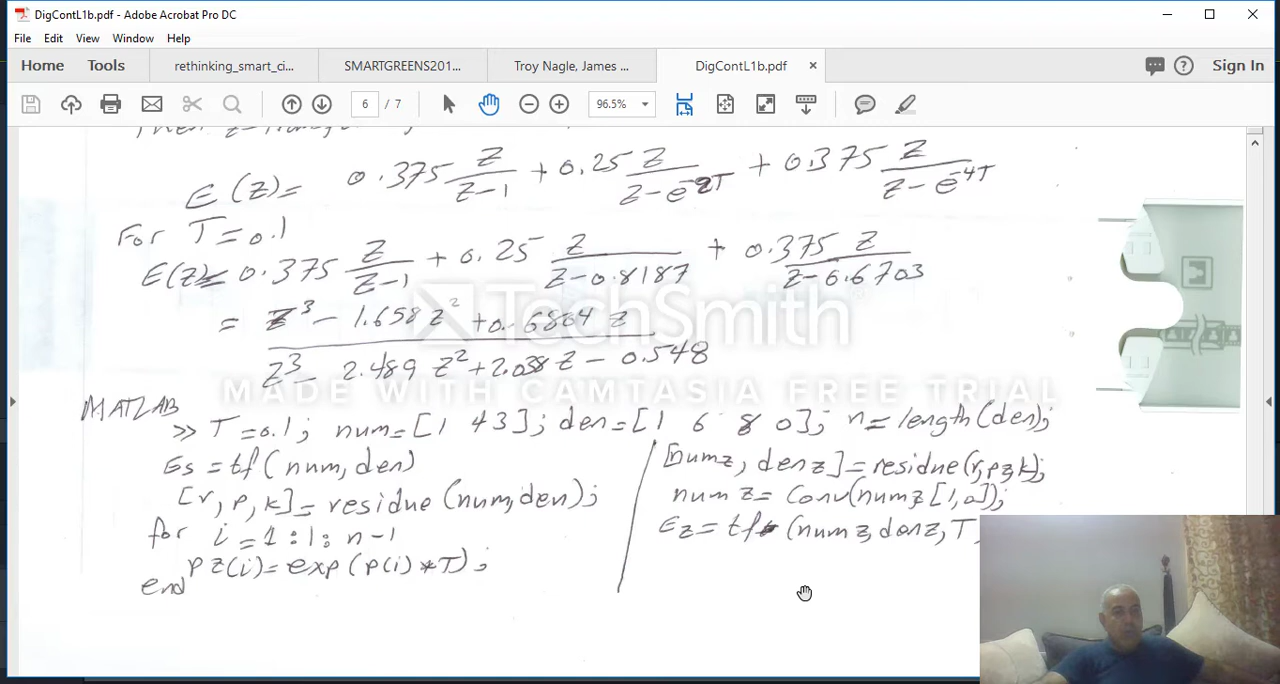 DigContL1b.pdf - Adobe Acrobat Pro DC
File Edit View Window Help
Home Tools rethinking_smart_ci... SMARTGREENS201... Troy Nagle, James ... DigContL1b.pdf × Sign In
6 / 7 96.5%
Then
E(z) = 0.375 z/(z-1) + 0.25 z/(z-e^-2T) + 0.375 z/(z-e^-4T)
For T = 0.1
E(z) = 0.375 z/(z-1) + 0.25 z/(z-0.8187) + 0.375 z/(z-0.6703)
= (z^3 - 1.658 z^2 + 0.6804 z)/(z^3 - 2.489 z^2 + 2.038 z - 0.548)
TechSmith
MADE WITH CAMTASIA FREE TRIAL
MATLAB
>> T = 0.1; num = [1 4 3]; den = [1 6 8 0]; n = length(den);
Es = tf(num, den)
[r, p, k] = residue(num, den);
for i = 1:1:n-1
pz(i) = exp(p(i)*T);
end
[numz, denz] = residue(r, pz, k);
numz = conv(numz, [1, 0]);
Ez = tf(numz, denz, T